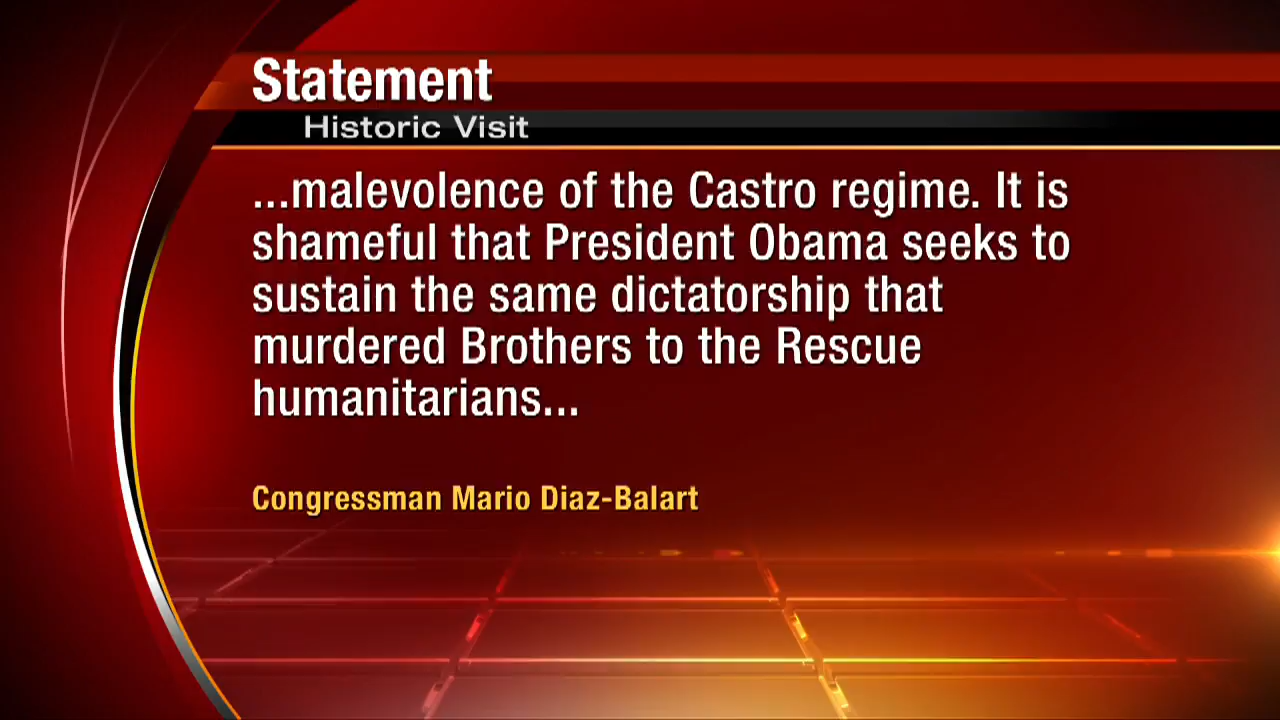 Statement
Historic Visit
...malevolence of the Castro regime. It is
shameful that President Obama seeks to
sustain the same dictatorship that
murdered Brothers to the Rescue
humanitarians...
Congressman Mario Diaz-Balart